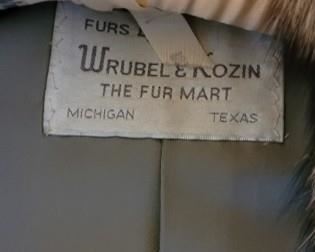 FURS
WRUBEL & KOZIN
THE FUR MART
MICHIGAN TEXAS